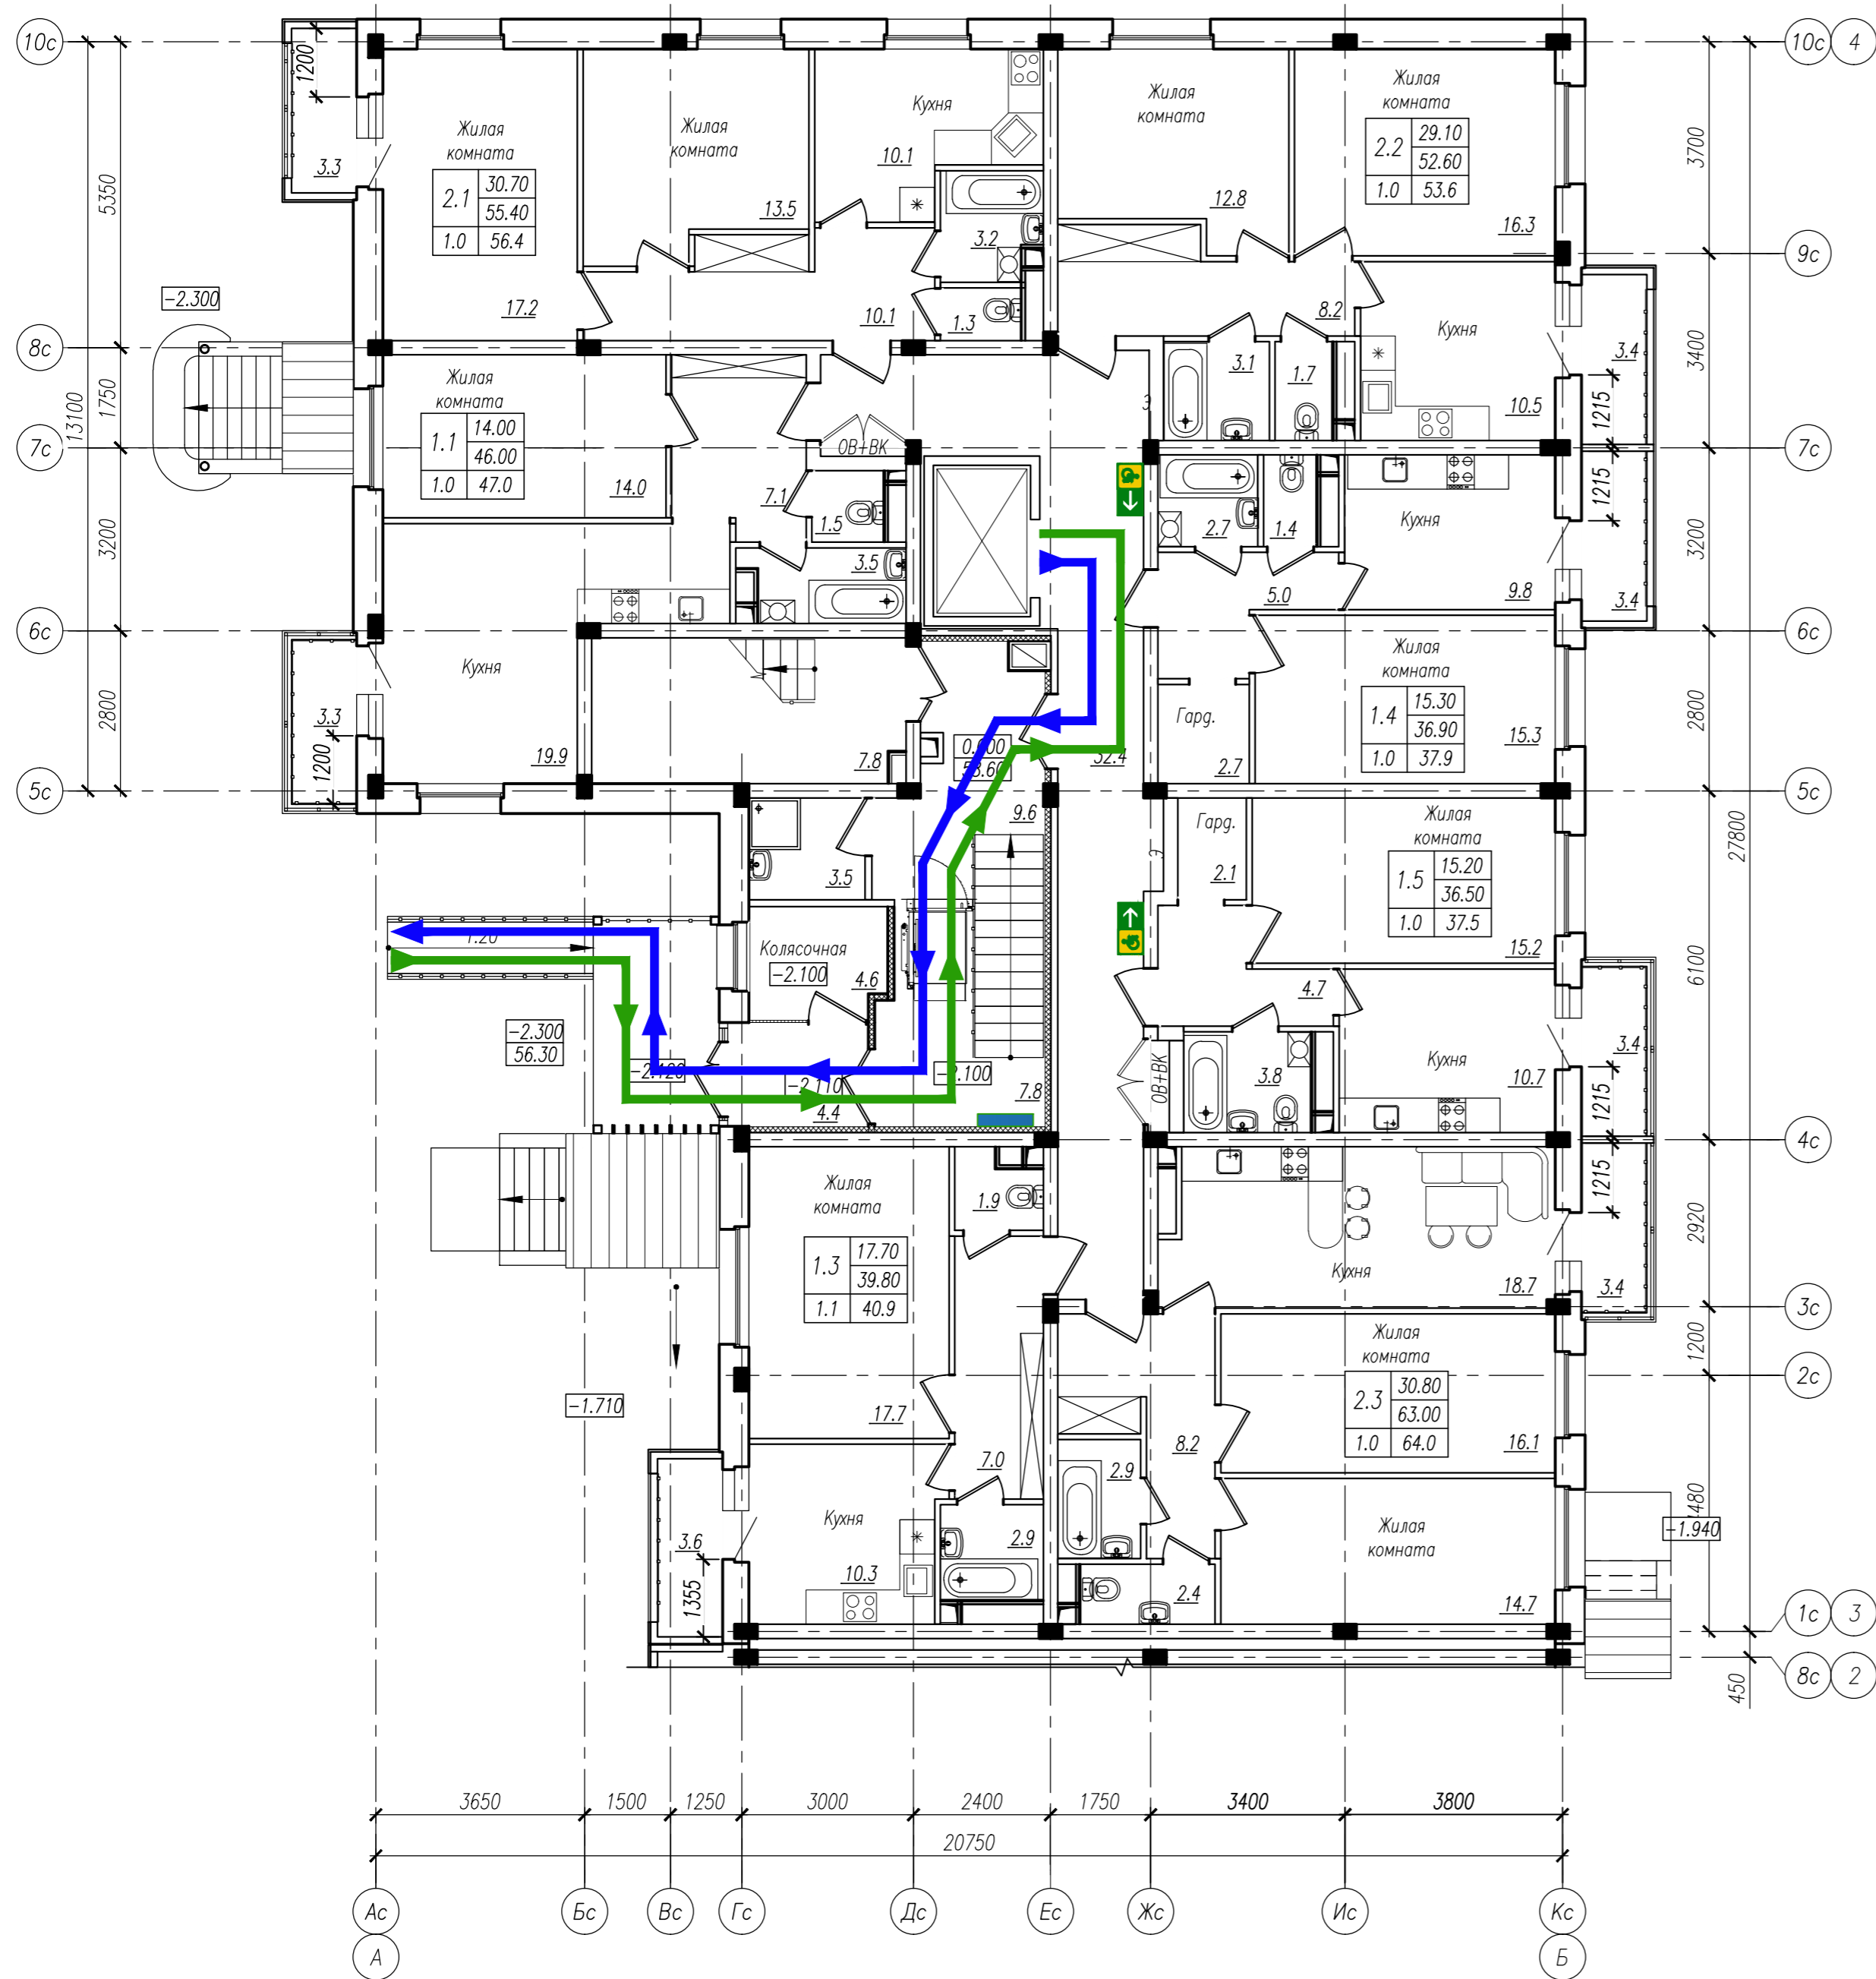 10с
10с 4
1200
Жилая
комната
12.8
Жилая
комната
2.2 29.10
52.60
1.0 53.6
16.3
3700
Кухня
10.1
Жилая
комната
2.1 30.70
55.40
1.0 56.4
17.2
Жилая
комната
13.5
3.3
5350
3.2
9с
-2.300
10.1
1.3
8.2
Кухня
10.5
3.4
1215
3400
8с
Жилая
комната
1.1 14.00
46.00
1.0 47.0
14.0
3.1
1.7
Э
1750
13100
7с
ОВ+ВК
7с
7.1
1.5
3.5
2.7
1.4
Кухня
9.8
1215
3.4
3200
3200
5.0
6с
6с
Кухня
19.9
3.3
1200
2800
7.8
Гард.
2.7
Жилая
комната
1.4 15.30
36.90
1.0 37.9
15.3
2800
32.4
5с
5с
9.6
3.5
Гард.
2.1
Э
Жилая
комната
1.5 15.20
36.50
1.0 37.5
15.2
27800
1.20
Колясочная
-2.100
4.6
6100
4.7
-2.300
56.30
-2.120
-2.110
4.4
-2.100
7.8
ОВ+ВК
3.8
Кухня
10.7
3.4
1215
4с
Жилая
комната
1.3 17.70
39.80
1.1 40.9
17.7
1.9
Кухня
18.7
1215
3.4
2920
3с
1200
Жилая
комната
2.3 30.80
63.00
1.0 64.0
16.1
2с
-1.710
7.0
8.2
2.9
2.9
3.6
1355
Кухня
10.3
2.4
Жилая
комната
14.7
-1.940
1с 3
8с 2
450
3650 1500 1250 3000 2400 1750 3400 3800
20750
Ас Бс Вс Гс Дс Ес Жс Ис Кс
А Б